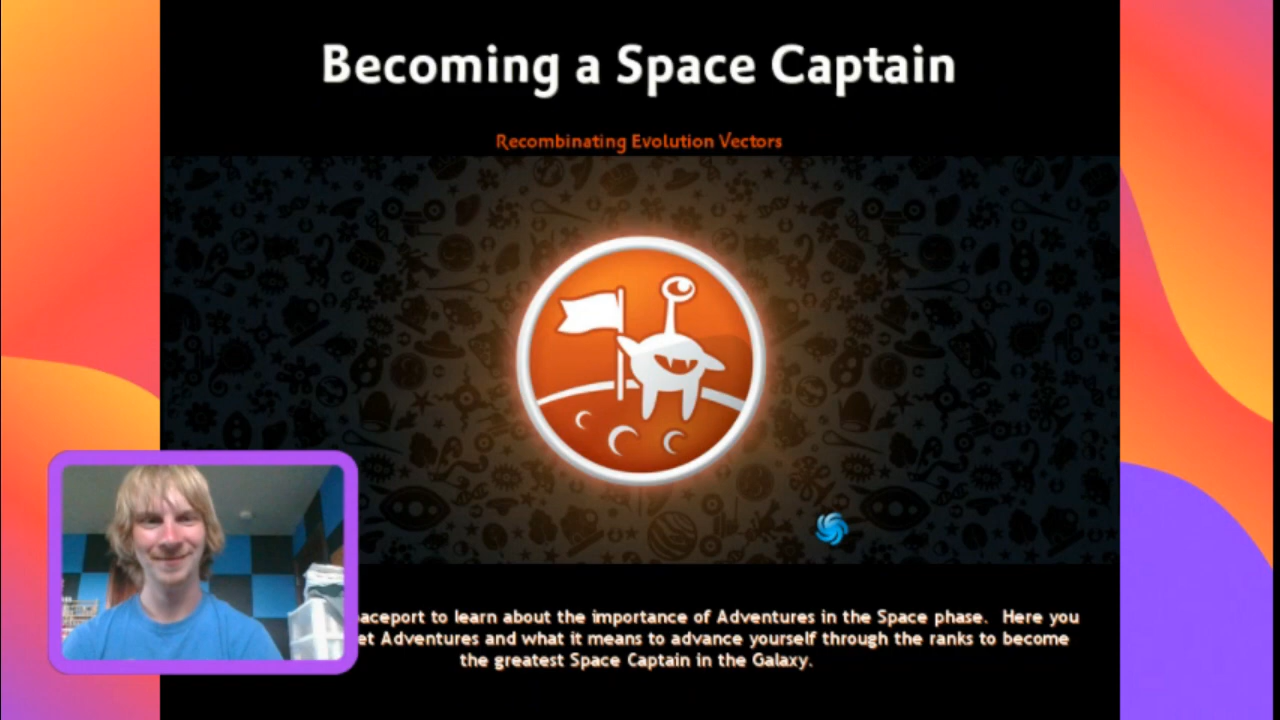 Becoming a Space Captain
Recombinating Evolution Vectors
to learn about the importance of Adventures in the Space phase. Here you
Adventures and what it means to advance yourself through the ranks to become
the greatest Space Captain in the Galaxy.